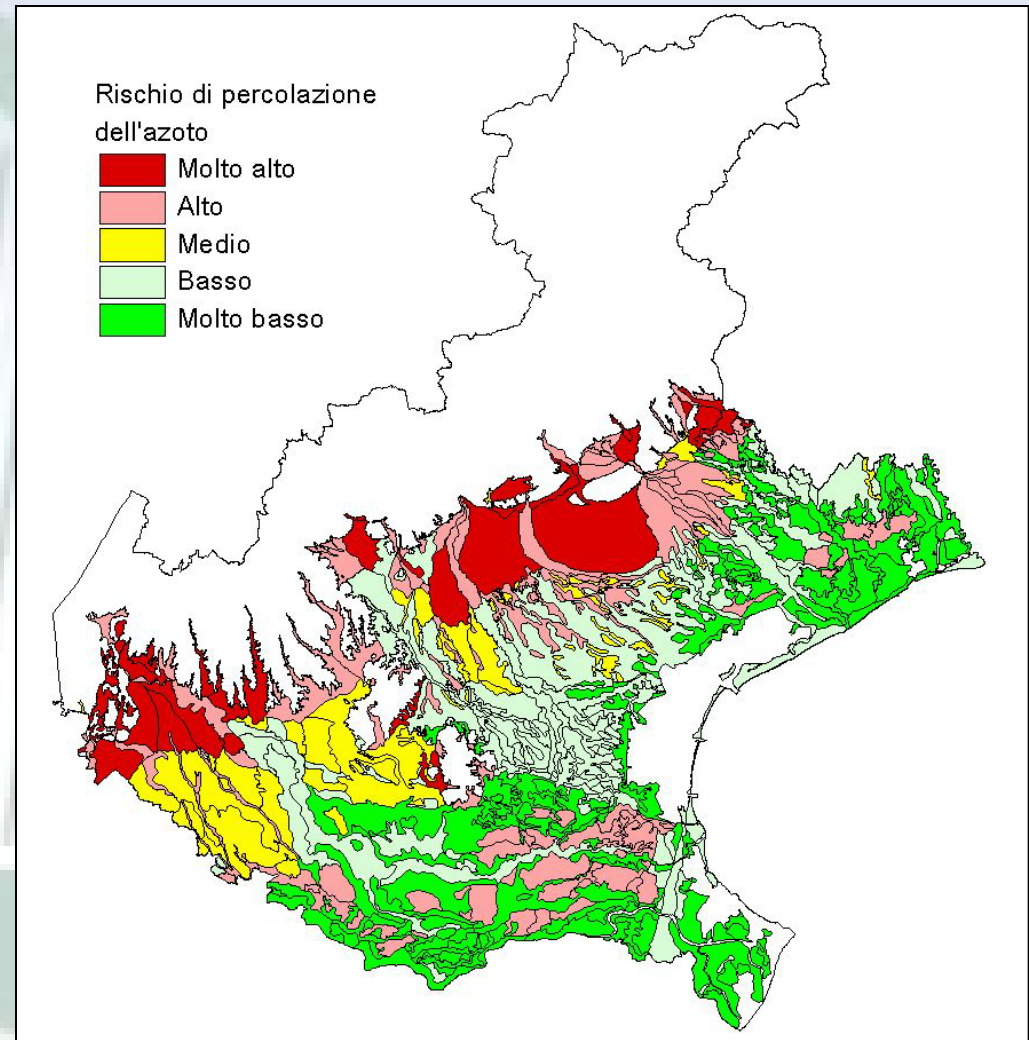 Rischio di percolazione
dell'azoto
Molto alto
Alto
Medio
Basso
Molto basso